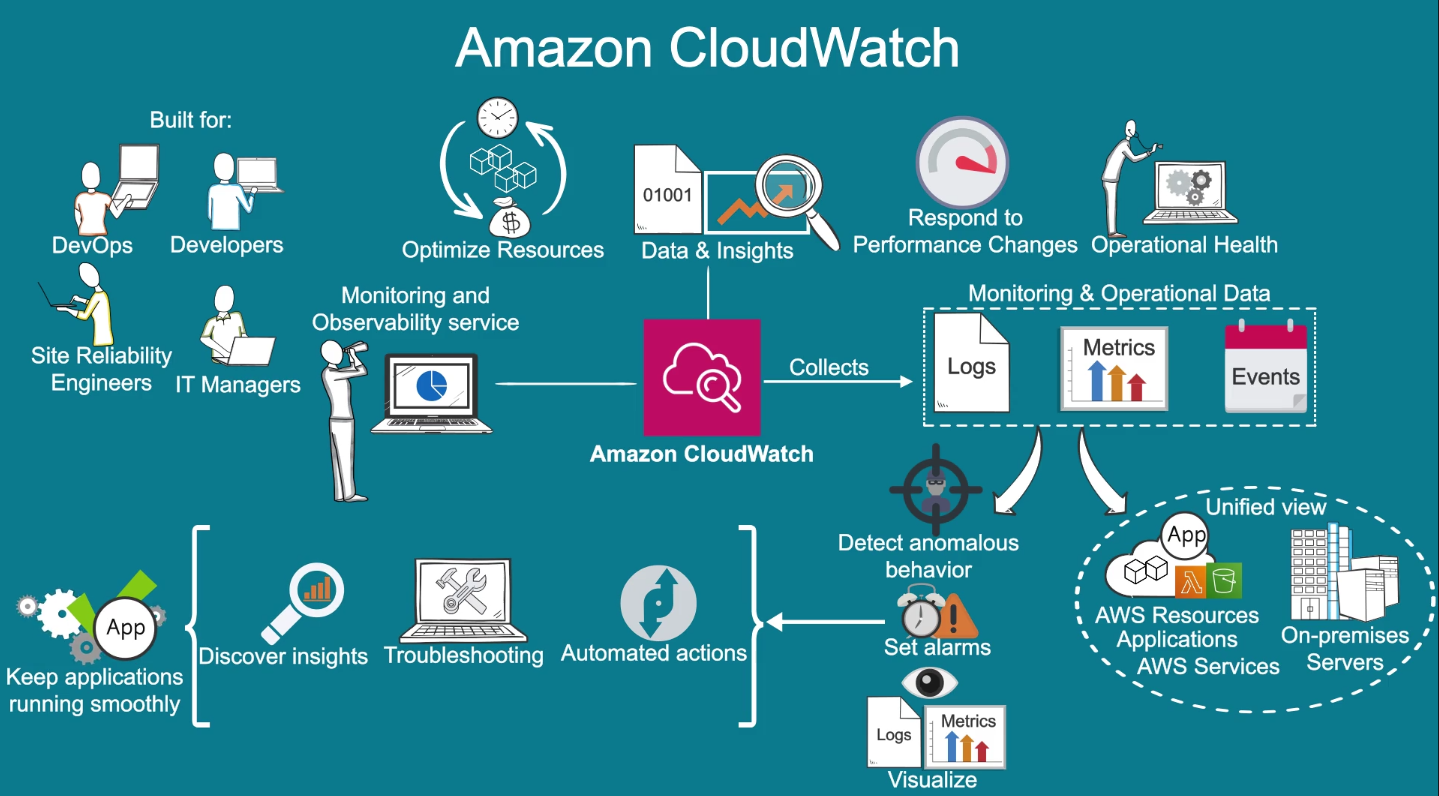 Amazon CloudWatch
Built for:
DevOps
Developers
Site Reliability
Engineers
IT Managers
$
Optimize Resources
01001
Data & Insights
Respond to
Performance Changes
Operational Health
Monitoring and
Observability service
Amazon CloudWatch
Collects
Monitoring & Operational Data
Logs
Metrics
Events
Detect anomalous
behavior
Set alarms
Logs
Metrics
Visualize
Unified view
App
AWS Resources
Applications
AWS Services
On-premises
Servers
Automated actions
Troubleshooting
Discover insights
App
Keep applications
running smoothly